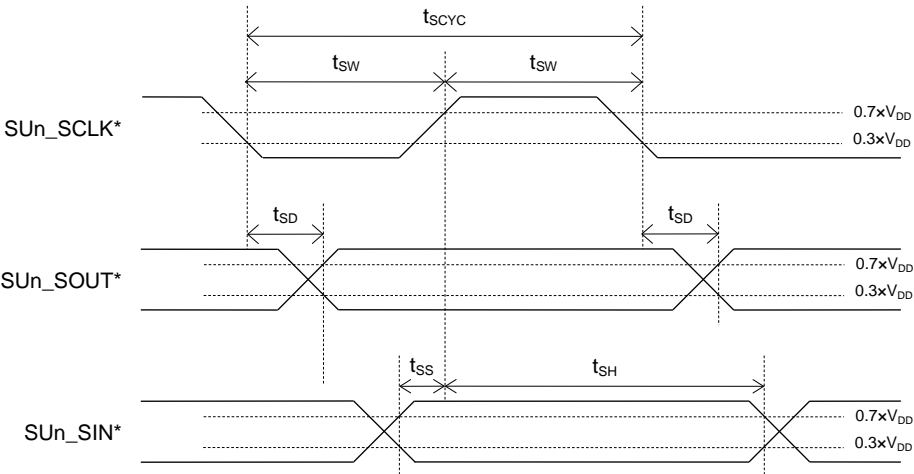 tSCYC
tSW tSW
SUn_SCLK*
0.7×VDD
0.3×VDD
tSD tSD
SUn_SOUT*
0.7×VDD
0.3×VDD
tSS tSH
SUn_SIN*
0.7×VDD
0.3×VDD